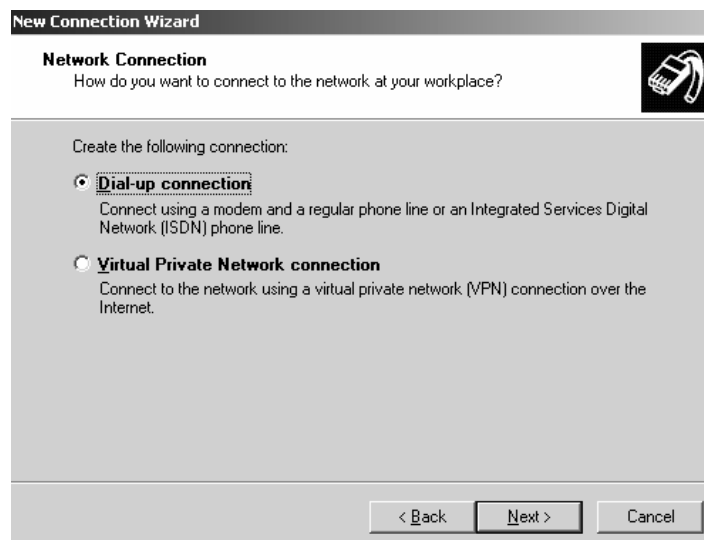 New Connection Wizard
Network Connection
How do you want to connect to the network at your workplace?
Create the following connection:
Dial-up connection
Connect using a modem and a regular phone line or an Integrated Services Digital
Network (ISDN) phone line.
Virtual Private Network connection
Connect to the network using a virtual private network (VPN) connection over the
Internet.
< Back
Next >
Cancel